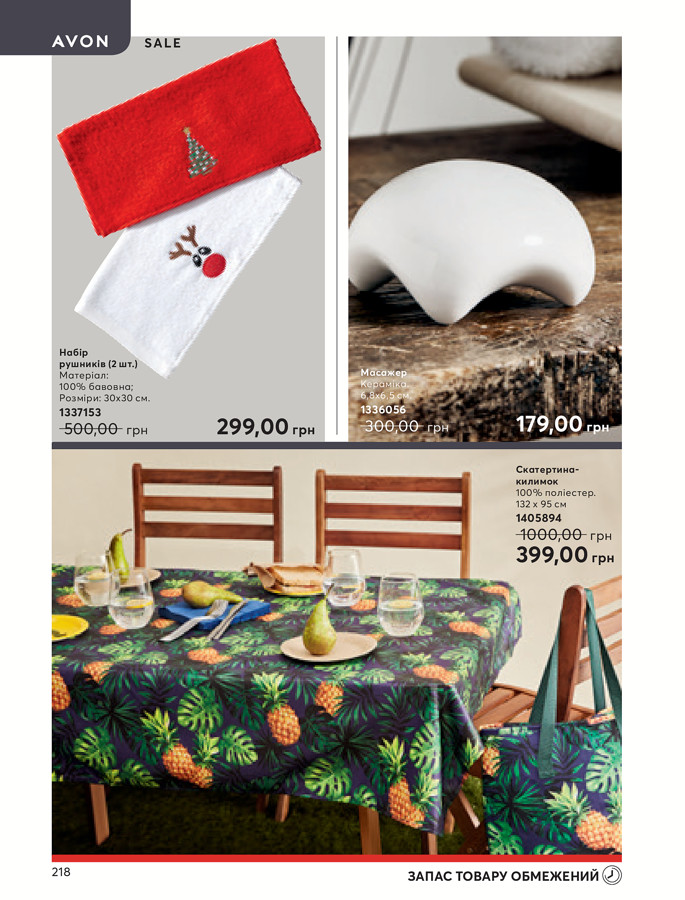 AVON
SALE
Набір
рушників (2 шт.)
Матеріал:
100% бавовна;
Розміри: 30х30 см.
1337153
500,00 грн
299,00 грн
Масажер
Кераміка.
6,8х6,5 см.
1336056
300,00 грн
179,00 грн
Скатертина-
килимок
100% поліестер.
132 х 95 см
1405894
1000,00 грн
399,00 грн
218
ЗАПАС ТОВАРУ ОБМЕЖЕНИЙ